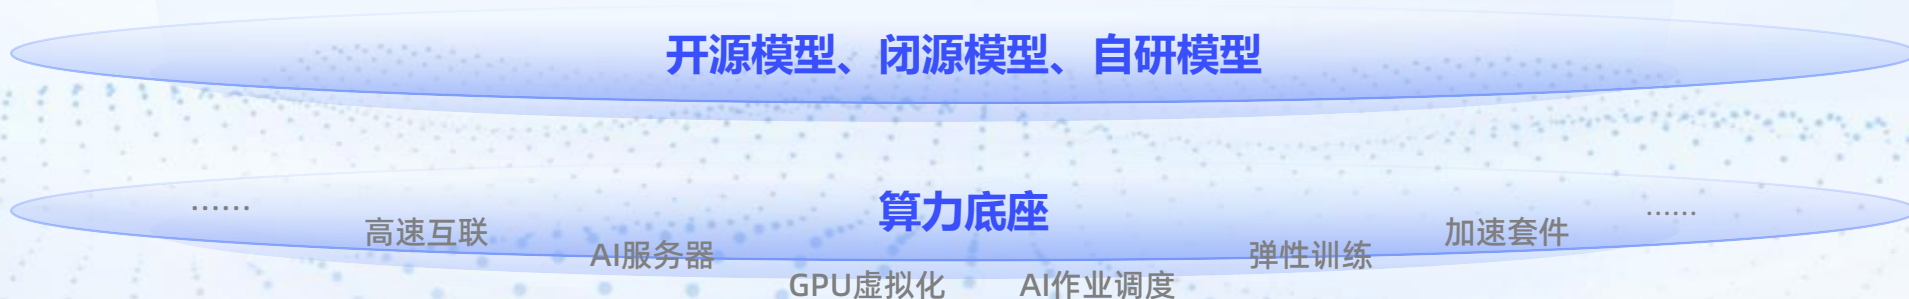 开源模型、闭源模型、自研模型
算力底座
……
高速互联
AI服务器
GPU虚拟化
AI作业调度
弹性训练
加速套件
……